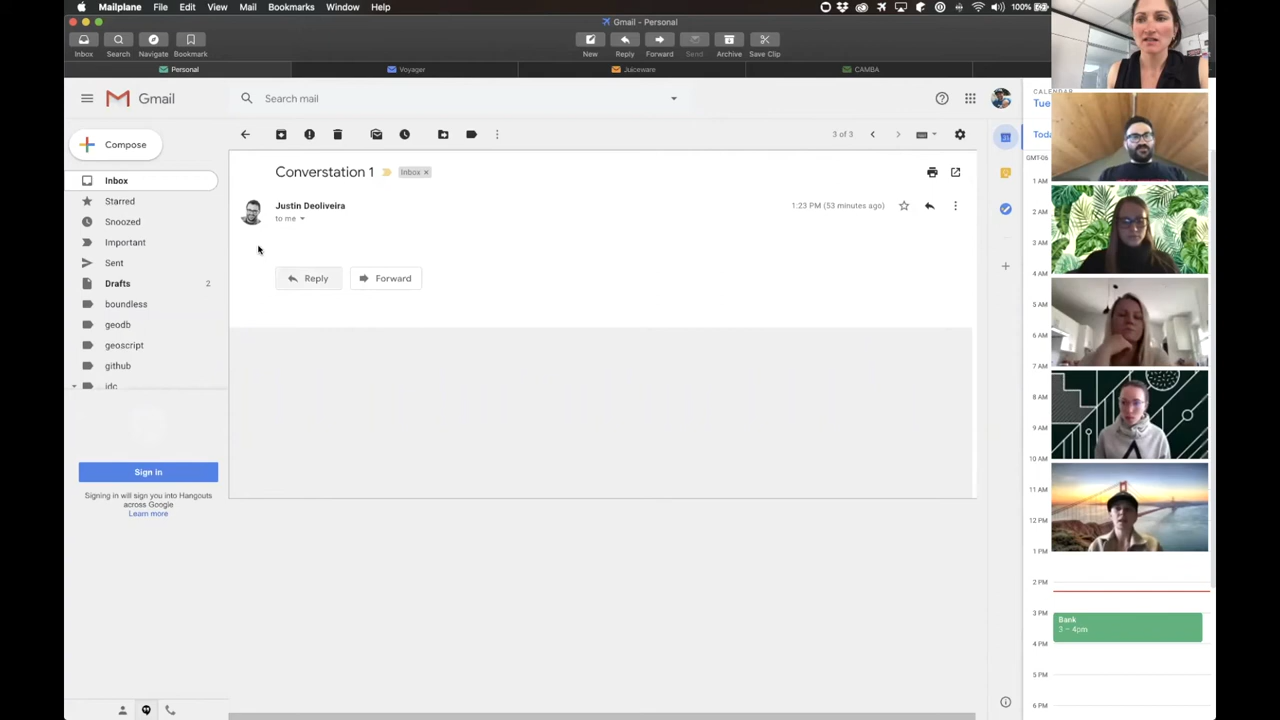 Mailplane File Edit View Mail Bookmarks Window Help
100%
Gmail - Personal
Inbox Search Navigate Bookmark New Reply Forward Send Archive Save Clip
Personal Voyager Juiceware CAMBA
Gmail
Search mail
CALENDAR
Tue
Compose
3 of 3
Toda
GMT-06
Converstation 1 Inbox ×
Inbox
Starred
Snoozed
Important
Sent
Drafts 2
boundless
geodb
geoscript
github
idc
Justin Deoliveira 1:23 PM (53 minutes ago)
to me
Reply Forward
Sign in
Signing in will sign you into Hangouts
across Google
Learn more
1 AM
2 AM
3 AM
4 AM
5 AM
6 AM
7 AM
8 AM
9 AM
10 AM
11 AM
12 PM
1 PM
2 PM
3 PM
Bank
3 – 4pm
4 PM
5 PM
6 PM